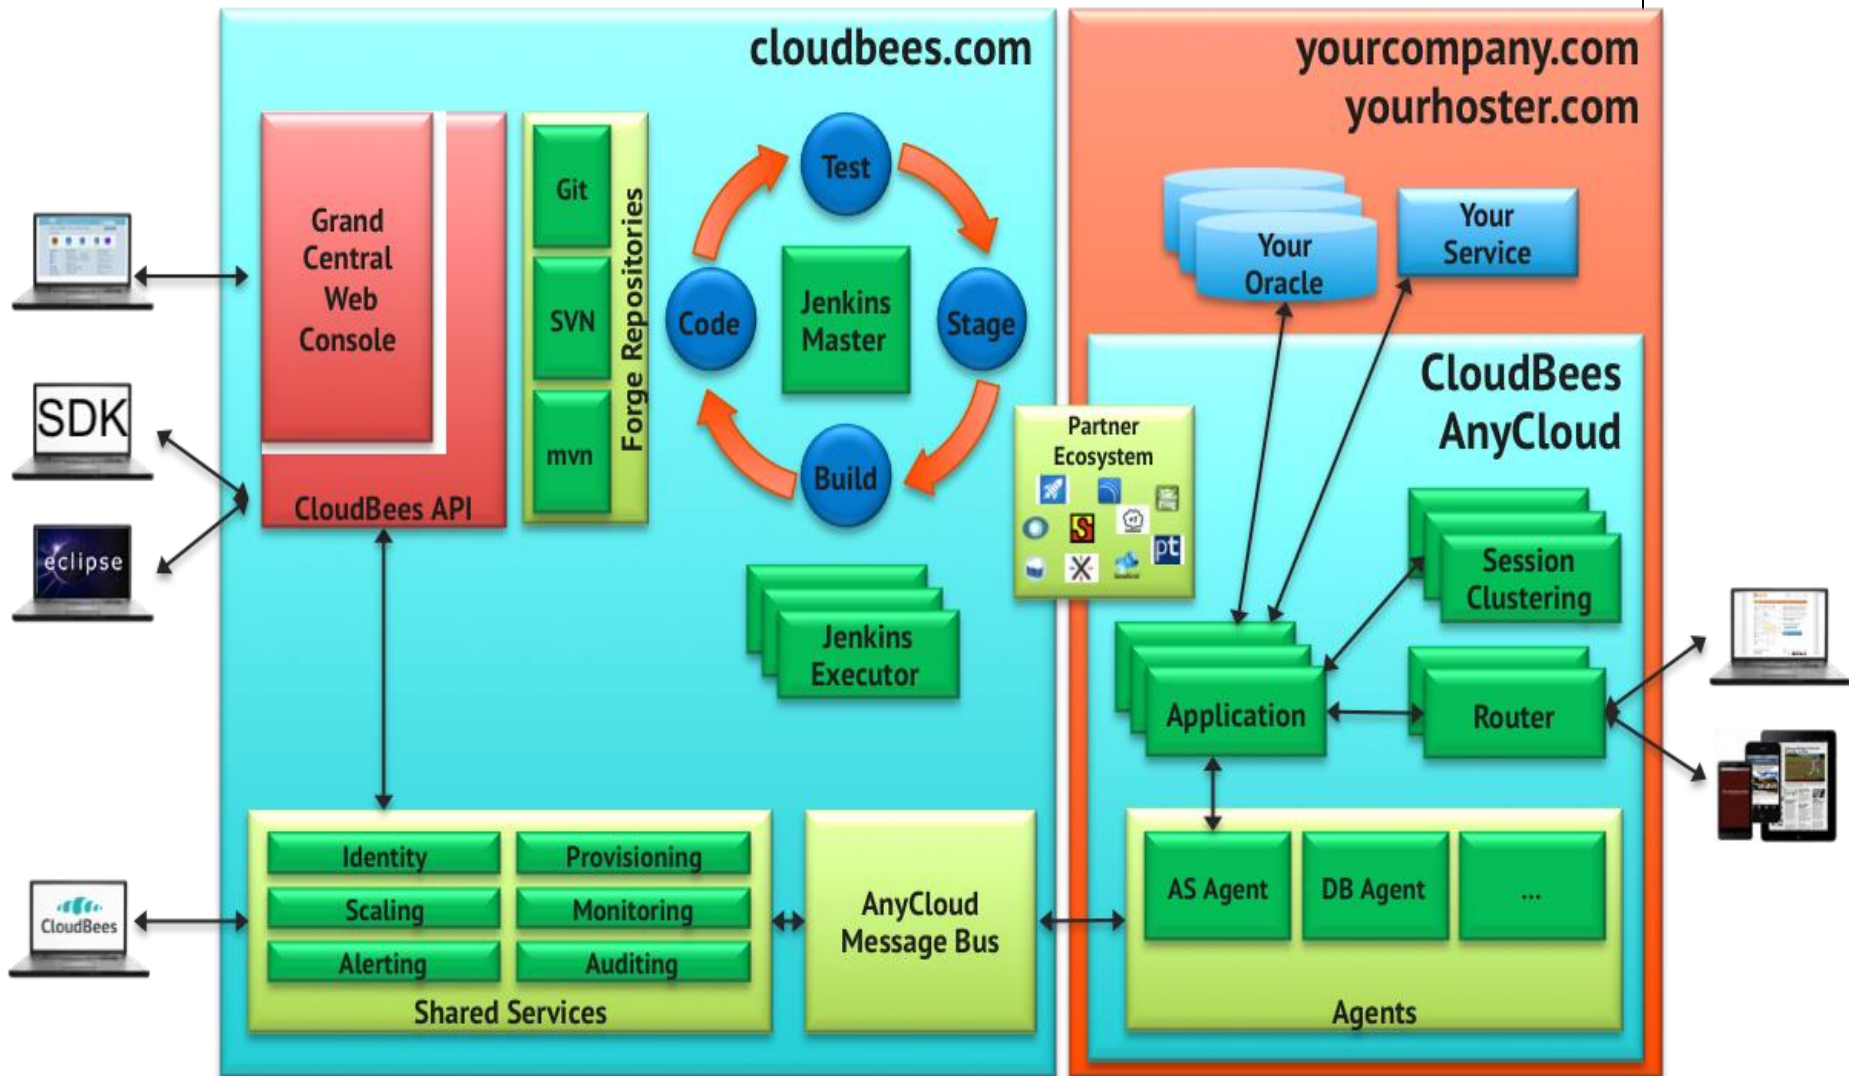 cloudbees.com
yourcompany.com
yourhoster.com
Grand
Central
Web
Console
CloudBees API
Git
SVN
mvn
Forge Repositories
Test
Code
Jenkins
Master
Stage
Build
Jenkins
Executor
Your
Oracle
Your
Service
CloudBees
AnyCloud
Partner
Ecosystem
pt
Session
Clustering
Application
Router
SDK
eclipse
CloudBees
Identity
Provisioning
Scaling
Monitoring
Alerting
Auditing
Shared Services
AnyCloud
Message Bus
AS Agent
DB Agent
...
Agents